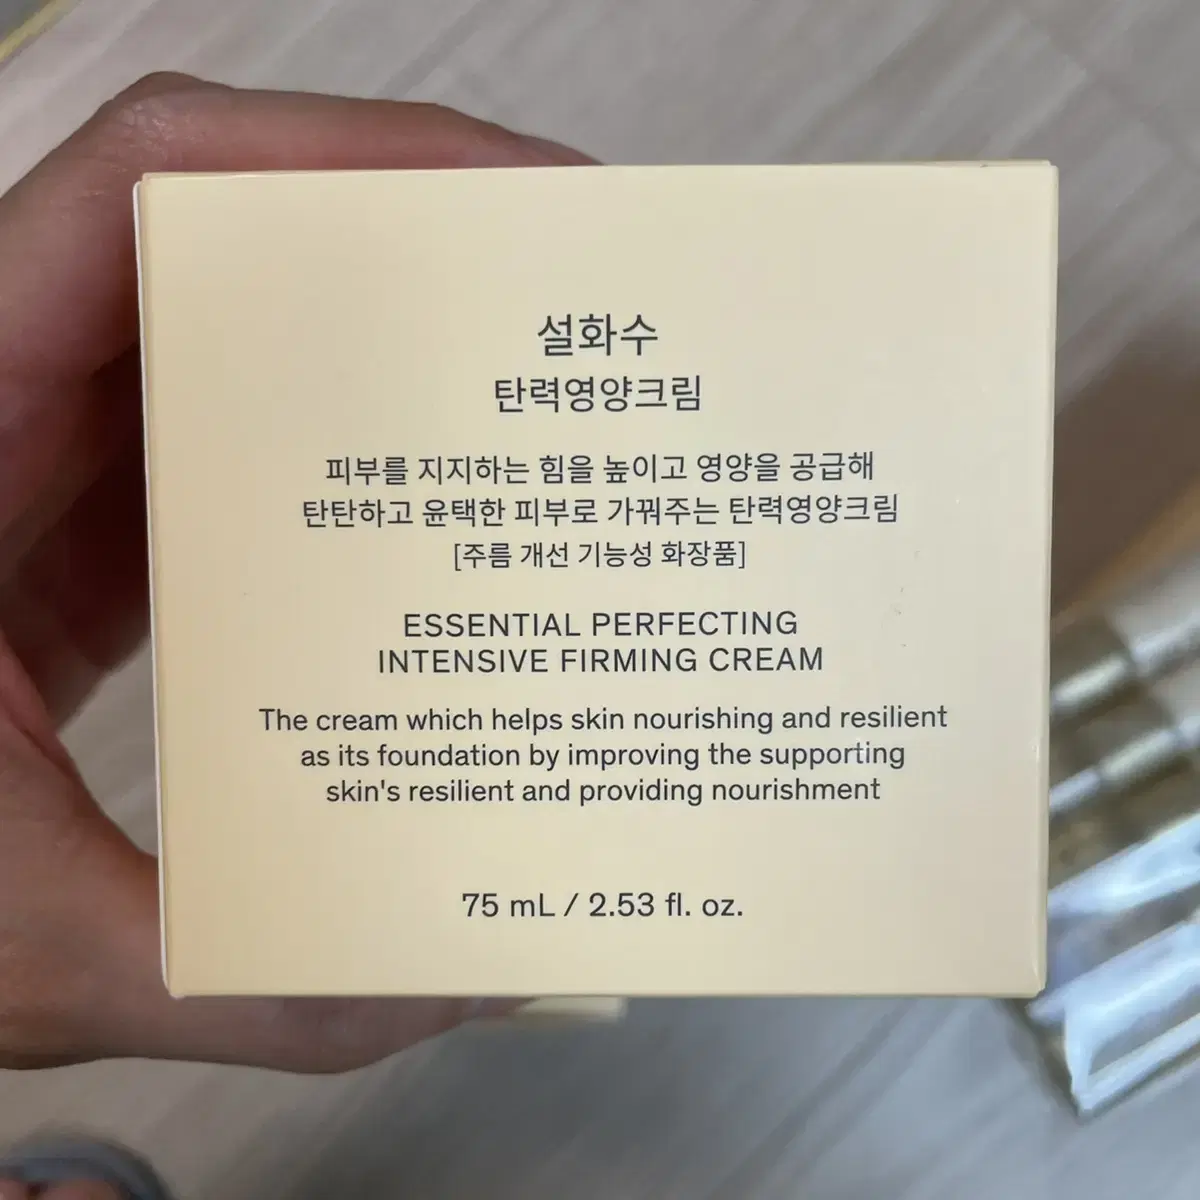 설화수
탄력영양크림
피부를 지지하는 힘을 높이고 영양을 공급해
탄탄하고 윤택한 피부로 가꿔주는 탄력영양크림
[주름 개선 기능성 화장품]
ESSENTIAL PERFECTING
INTENSIVE FIRMING CREAM
The cream which helps skin nourishing and resilient
as its foundation by improving the supporting
skin's resilient and providing nourishment
75 mL / 2.53 fl. oz.